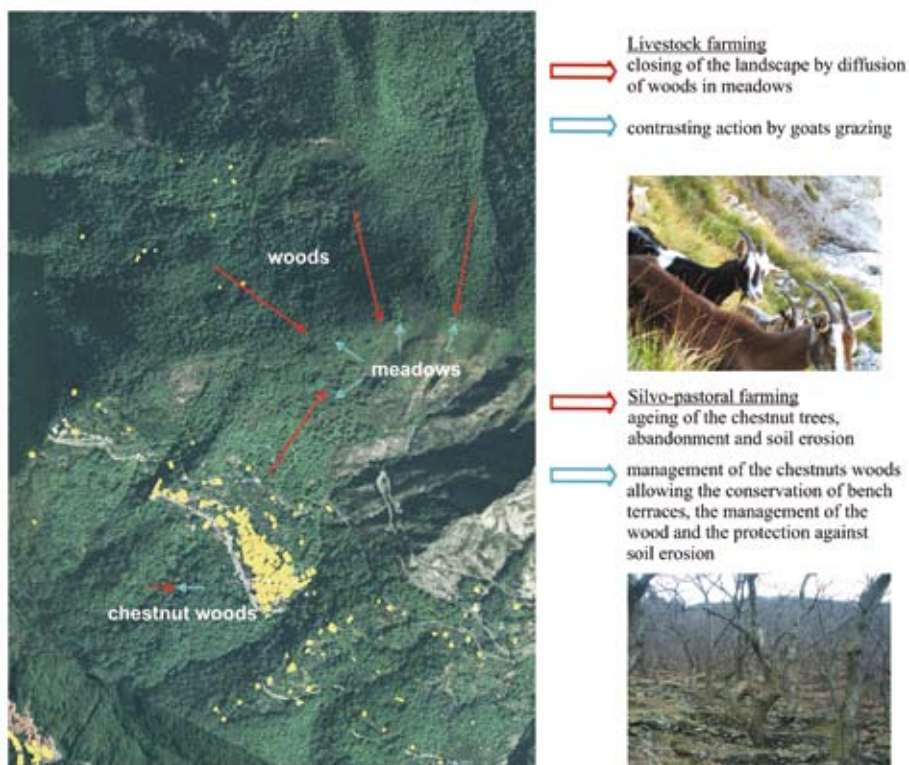 woods
meadows
chestnut woods
Livestock farming
closing of the landscape by diffusion
of woods in meadows
contrasting action by goats grazing
Silvo-pastoral farming
ageing of the chestnut trees,
abandonment and soil erosion
management of the chestnuts woods
allowing the conservation of bench
terraces, the management of the
wood and the protection against
soil erosion